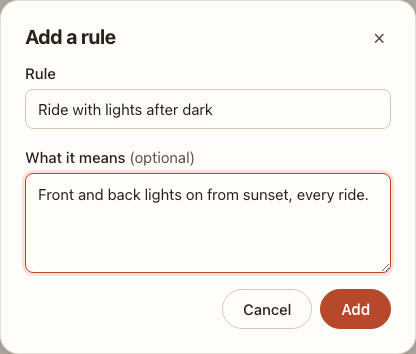 Add a rule
×
Rule
Ride with lights after dark
What it means (optional)
Front and back lights on from sunset, every ride.
Cancel
Add